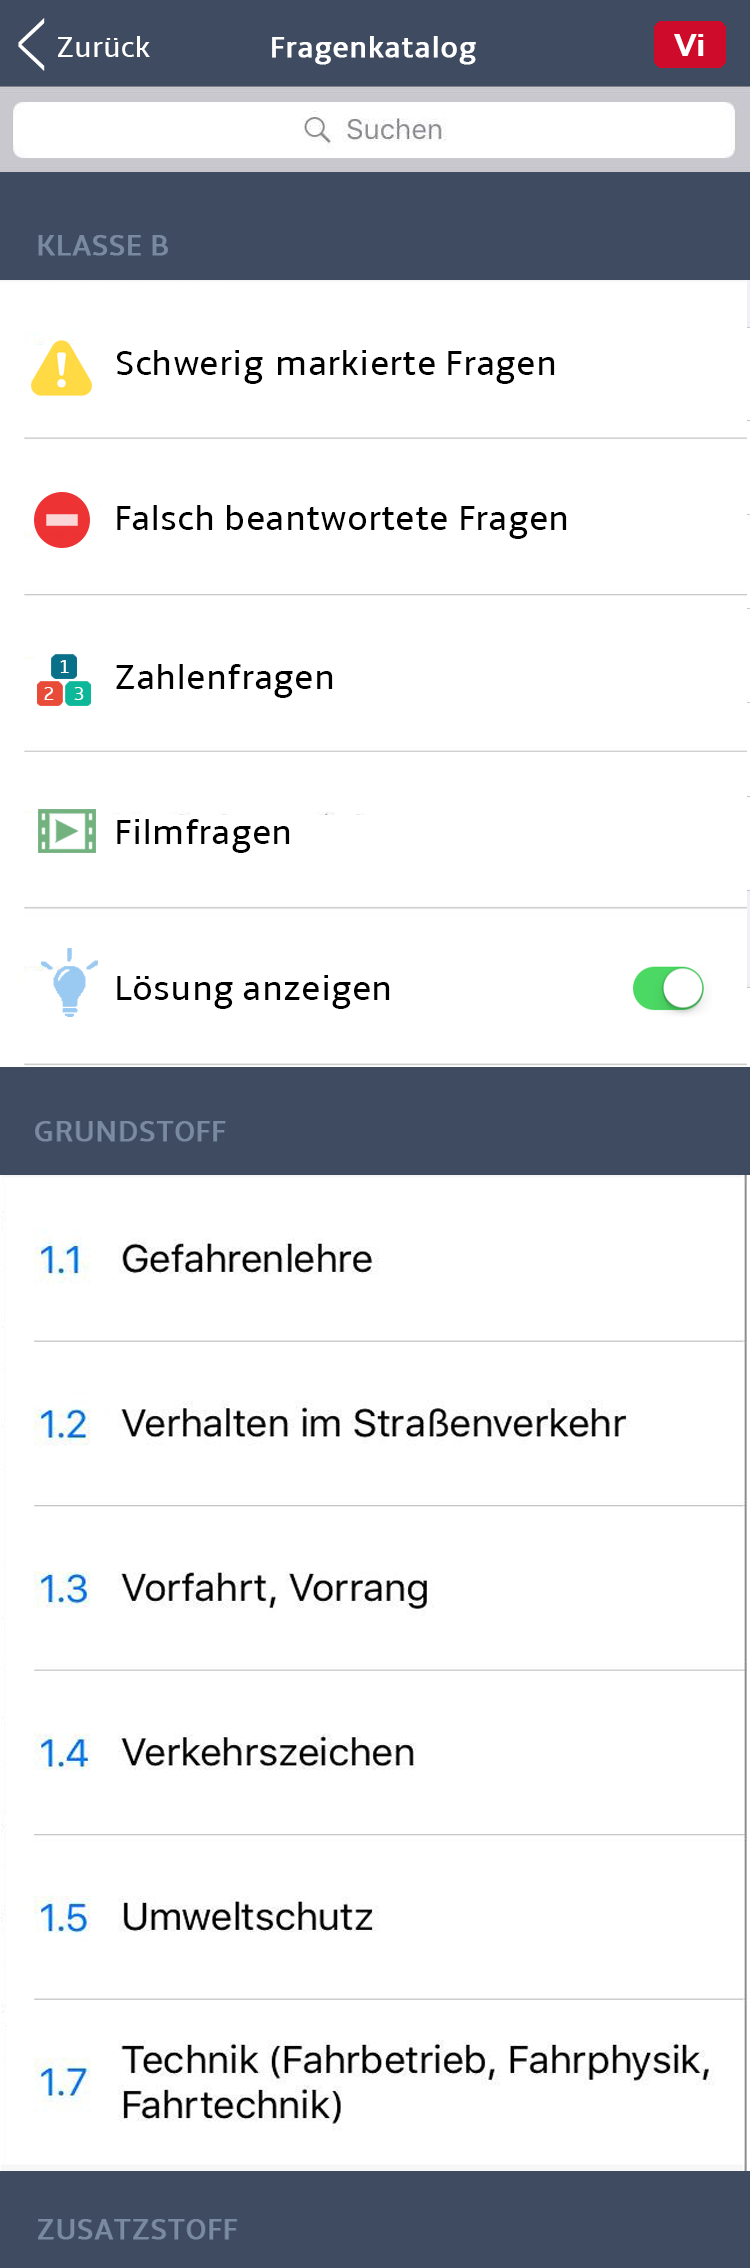 Zurück
Fragenkatalog
Vi
Suchen
KLASSE B
Schwerig markierte Fragen
Falsch beantwortete Fragen
1
2 3
Zahlenfragen
Filmfragen
Lösung anzeigen
GRUNDSTOFF
1.1 Gefahrenlehre
1.2 Verhalten im Straßenverkehr
1.3 Vorfahrt, Vorrang
1.4 Verkehrszeichen
1.5 Umweltschutz
1.7 Technik (Fahrbetrieb, Fahrphysik,
Fahrtechnik)
ZUSATZSTOFF